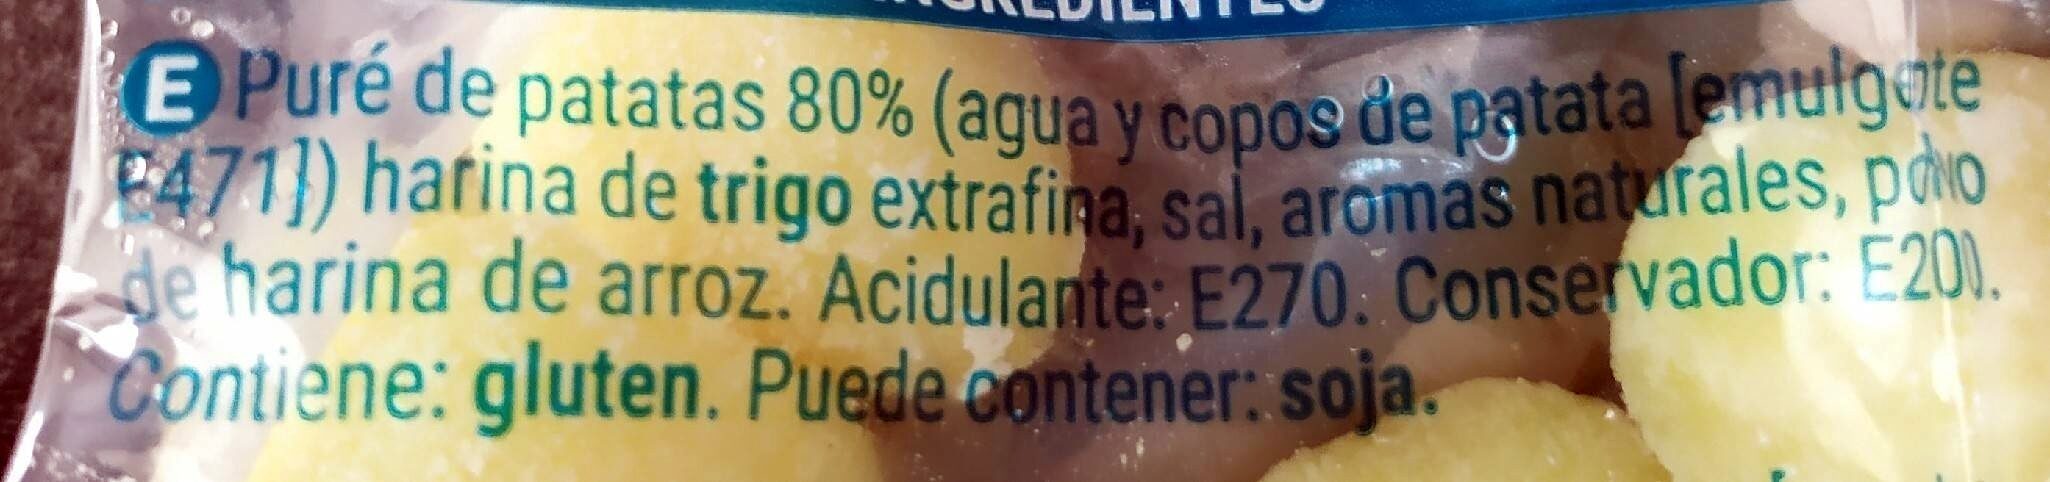 INGREDIENTES
E Puré de patatas 80% (agua y copos de patata [emulgente
E471]) harina de trigo extrafina, sal, aromas naturales, polvo
de harina de arroz. Acidulante: E270. Conservador: E200.
Contiene: gluten. Puede contener: soja.